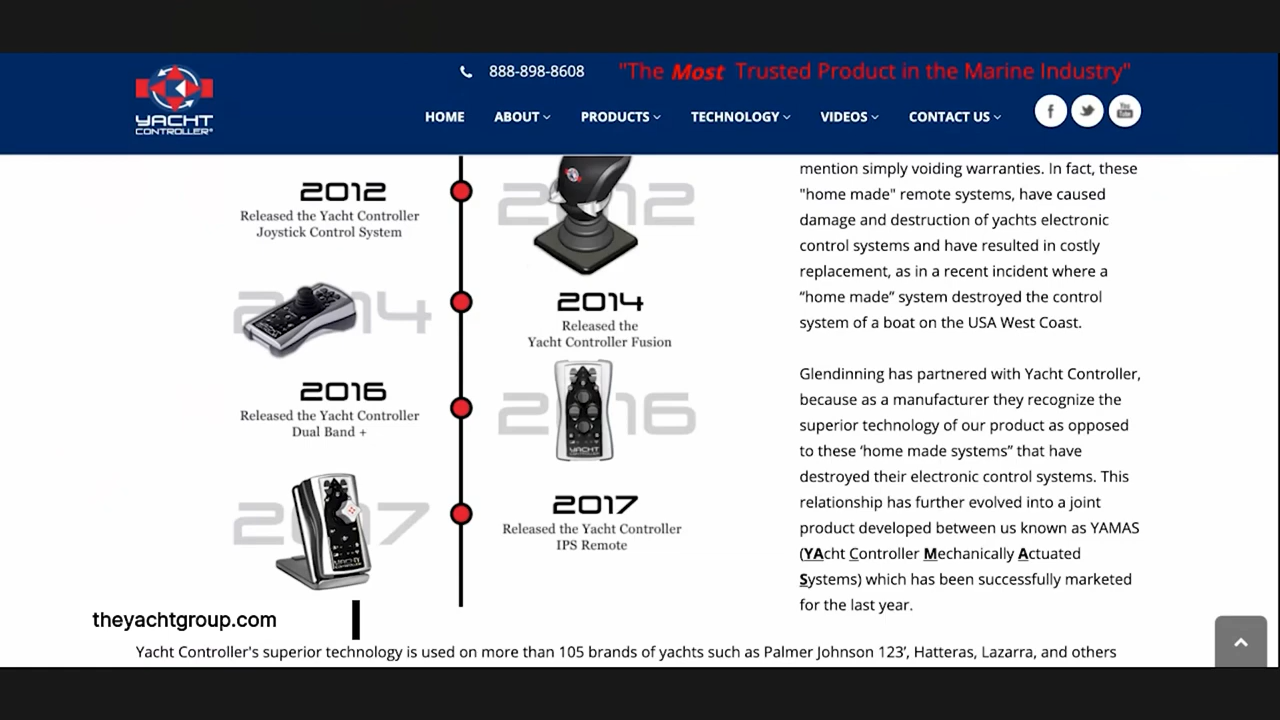 888-898-8608
"The Most Trusted Product in the Marine Industry"
YACHT
CONTROLLER®
HOME
ABOUT
PRODUCTS
TECHNOLOGY
VIDEOS
CONTACT US
You
Tube
2012
Released the Yacht Controller
Joystick Control System
2012
2014
2014
Released the
Yacht Controller Fusion
2016
Released the Yacht Controller
Dual Band +
2016
YACHT
2017
2017
Released the Yacht Controller
IPS Remote
YACHT
mention simply voiding warranties. In fact, these
"home made" remote systems, have caused
damage and destruction of yachts electronic
control systems and have resulted in costly
replacement, as in a recent incident where a
“home made” system destroyed the control
system of a boat on the USA West Coast.
Glendinning has partnered with Yacht Controller,
because as a manufacturer they recognize the
superior technology of our product as opposed
to these ‘home made systems” that have
destroyed their electronic control systems. This
relationship has further evolved into a joint
product developed between us known as YAMAS
(YAcht Controller Mechanically Actuated
Systems) which has been successfully marketed
for the last year.
theyachtgroup.com
Yacht Controller's superior technology is used on more than 105 brands of yachts such as Palmer Johnson 123’, Hatteras, Lazarra, and others